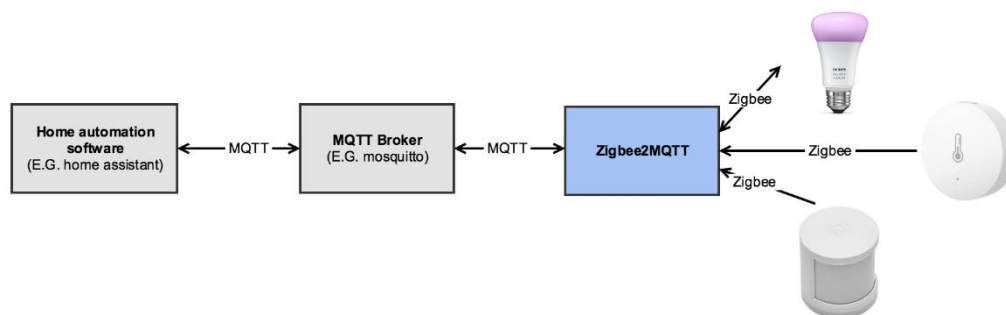 Home automation
software
(E.G. home assistant)
MQTT
MQTT Broker
(E.G. mosquitto)
MQTT
Zigbee2MQTT
Zigbee
Zigbee
Zigbee